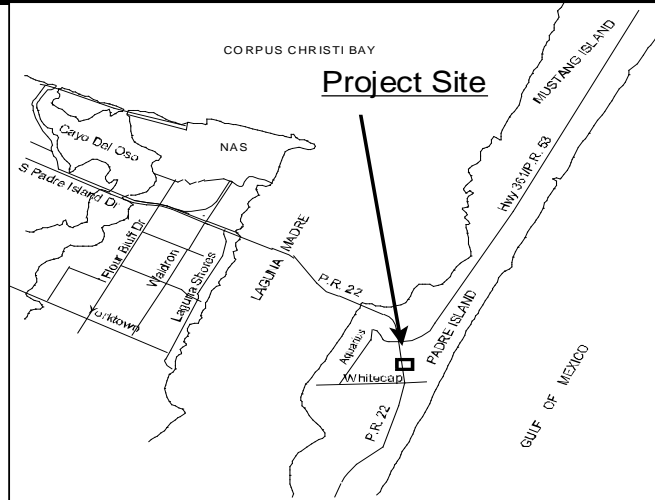 CORPUS CHRISTI BAY
Project Site
MUSTANG ISLAND
Cayo Del Oso
NAS
S Padre Island Dr
Hwy 361/P.R. 53
Flour Bluff Dr
Waldron
Laguna Shores
LAGUNA MADRE
P.R. 22
Yorktown
Aquarius
PADRE ISLAND
Whitecap
P.R. 22
GULF OF MEXICO